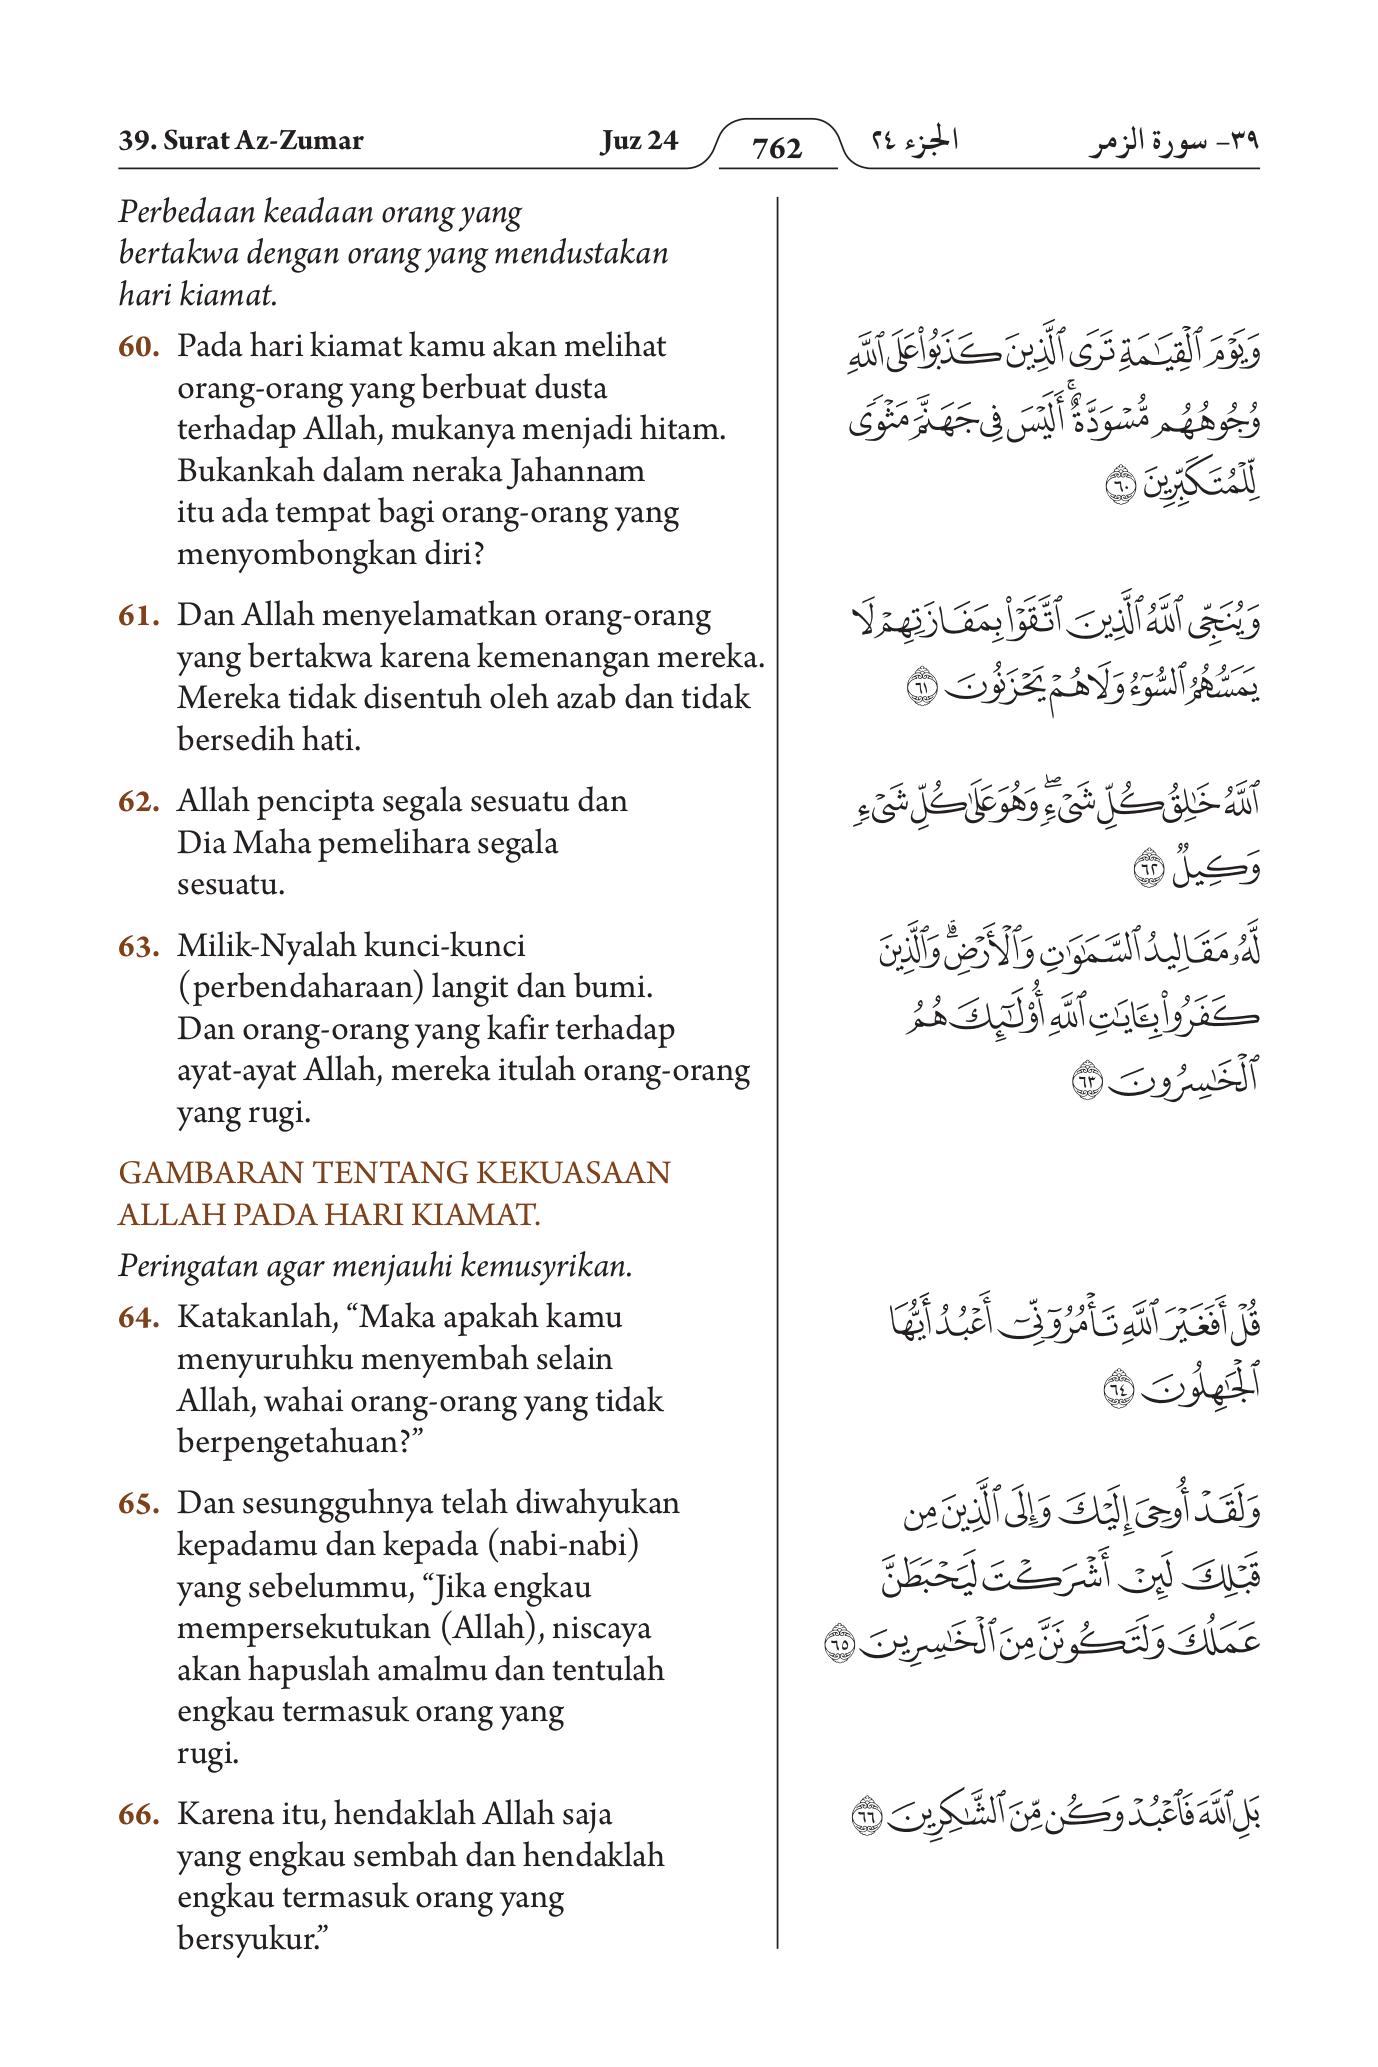 39. Surat Az-Zumar
Juz 24
762
الجزء ٢٤
٣٩- سورة الزمر
Perbedaan keadaan orang yang
bertakwa dengan orang yang mendustakan
hari kiamat.
60. Pada hari kiamat kamu akan melihat
orang-orang yang berbuat dusta
terhadap Allah, mukanya menjadi hitam.
Bukankah dalam neraka Jahannam
itu ada tempat bagi orang-orang yang
menyombongkan diri?
وَيَوْمَ ٱلْقِيَـٰمَةِ تَرَى ٱلَّذِينَ كَذَبُوا۟ عَلَى ٱللَّهِ
وُجُوهُهُم مُّسْوَدَّةٌ ۚ أَلَيْسَ فِى جَهَنَّمَ مَثْوًى
لِّلْمُتَكَبِّرِينَ ٦٠
61. Dan Allah menyelamatkan orang-orang
yang bertakwa karena kemenangan mereka.
Mereka tidak disentuh oleh azab dan tidak
bersedih hati.
وَيُنَجِّى ٱللَّهُ ٱلَّذِينَ ٱتَّقَوْا۟ بِمَفَازَتِهِمْ لَا
يَمَسُّهُمُ ٱلسُّوٓءُ وَلَا هُمْ يَحْزَنُونَ ٦١
62. Allah pencipta segala sesuatu dan
Dia Maha pemelihara segala
sesuatu.
ٱللَّهُ خَـٰلِقُ كُلِّ شَىْءٍ ۖ وَهُوَ عَلَىٰ كُلِّ شَىْءٍ
وَكِيلٌ ٦٢
63. Milik-Nyalah kunci-kunci
(perbendaharaan) langit dan bumi.
Dan orang-orang yang kafir terhadap
ayat-ayat Allah, mereka itulah orang-orang
yang rugi.
لَّهُۥ مَقَالِيدُ ٱلسَّمَـٰوَٰتِ وَٱلْأَرْضِ ۗ وَٱلَّذِينَ
كَفَرُوا۟ بِـَٔايَـٰتِ ٱللَّهِ أُو۟لَـٰٓئِكَ هُمُ
ٱلْخَـٰسِرُونَ ٦٣
GAMBARAN TENTANG KEKUASAAN
ALLAH PADA HARI KIAMAT.
Peringatan agar menjauhi kemusyrikan.
64. Katakanlah, “Maka apakah kamu
menyuruhku menyembah selain
Allah, wahai orang-orang yang tidak
berpengetahuan?”
قُلْ أَفَغَيْرَ ٱللَّهِ تَأْمُرُوٓنِّىٓ أَعْبُدُ أَيُّهَا
ٱلْجَـٰهِلُونَ ٦٤
65. Dan sesungguhnya telah diwahyukan
kepadamu dan kepada (nabi-nabi)
yang sebelummu, “Jika engkau
mempersekutukan (Allah), niscaya
akan hapuslah amalmu dan tentulah
engkau termasuk orang yang
rugi.
وَلَقَدْ أُوحِىَ إِلَيْكَ وَإِلَى ٱلَّذِينَ مِن
قَبْلِكَ لَئِنْ أَشْرَكْتَ لَيَحْبَطَنَّ
عَمَلُكَ وَلَتَكُونَنَّ مِنَ ٱلْخَـٰسِرِينَ ٦٥
66. Karena itu, hendaklah Allah saja
yang engkau sembah dan hendaklah
engkau termasuk orang yang
bersyukur.”
بَلِ ٱللَّهَ فَٱعْبُدْ وَكُن مِّنَ ٱلشَّـٰكِرِينَ ٦٦